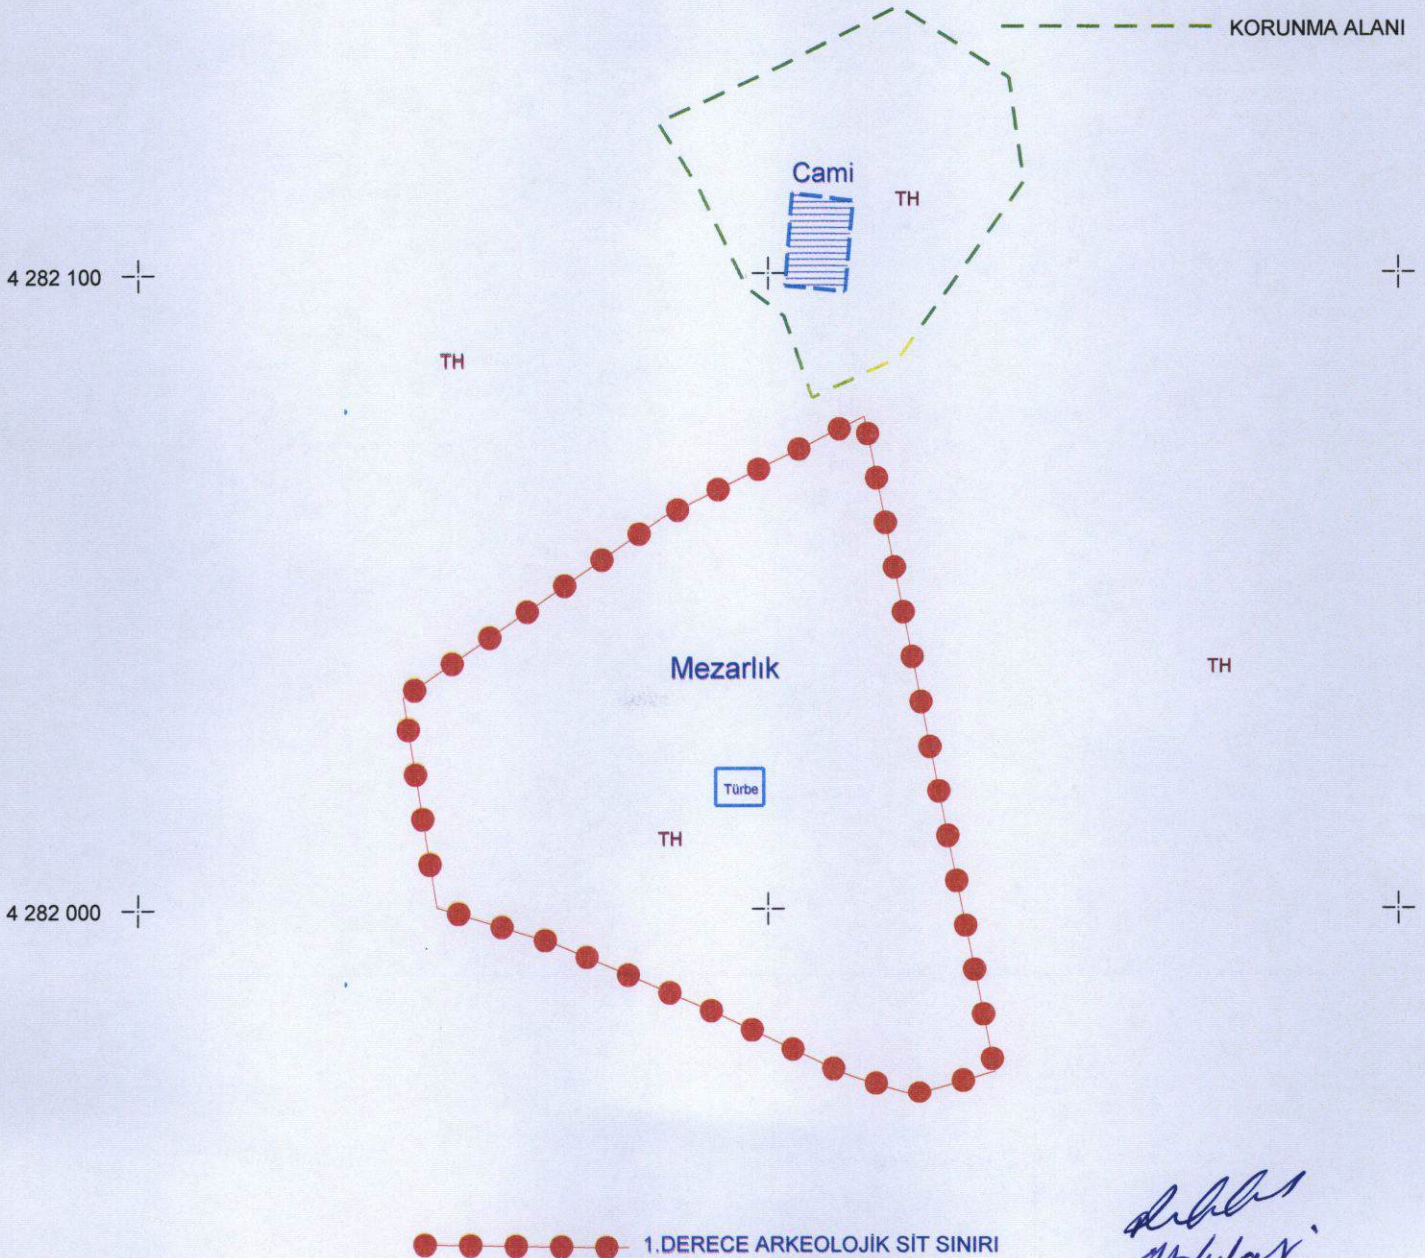 KORUNMA ALANI
Cami
TH
4 282 100
TH
Mezarlık
TH
Türbe
TH
4 282 000
1.DERECE ARKEOLOJİK SİT SINIRI